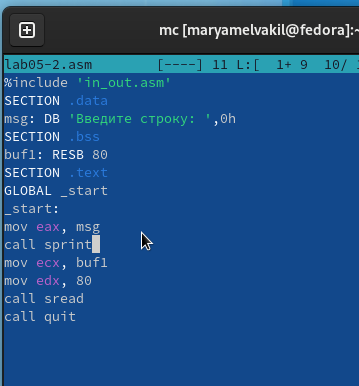 mc [maryamelvakil@fedora]:~
lab05-2.asm [----] 11 L:[ 1+ 9 10/
%include 'in_out.asm'
SECTION .data
msg: DB 'Введите строку: ',0h
SECTION .bss
buf1: RESB 80
SECTION .text
GLOBAL _start
_start:
mov eax, msg
call sprint
mov ecx, buf1
mov edx, 80
call sread
call quit